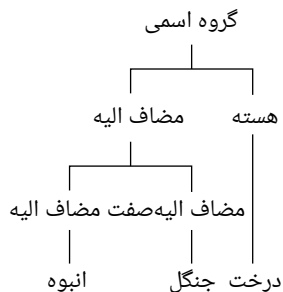 گروه اسمی
هسته مضاف الیه
مضاف الیه صفت مضاف الیه
درخت جنگل انبوه